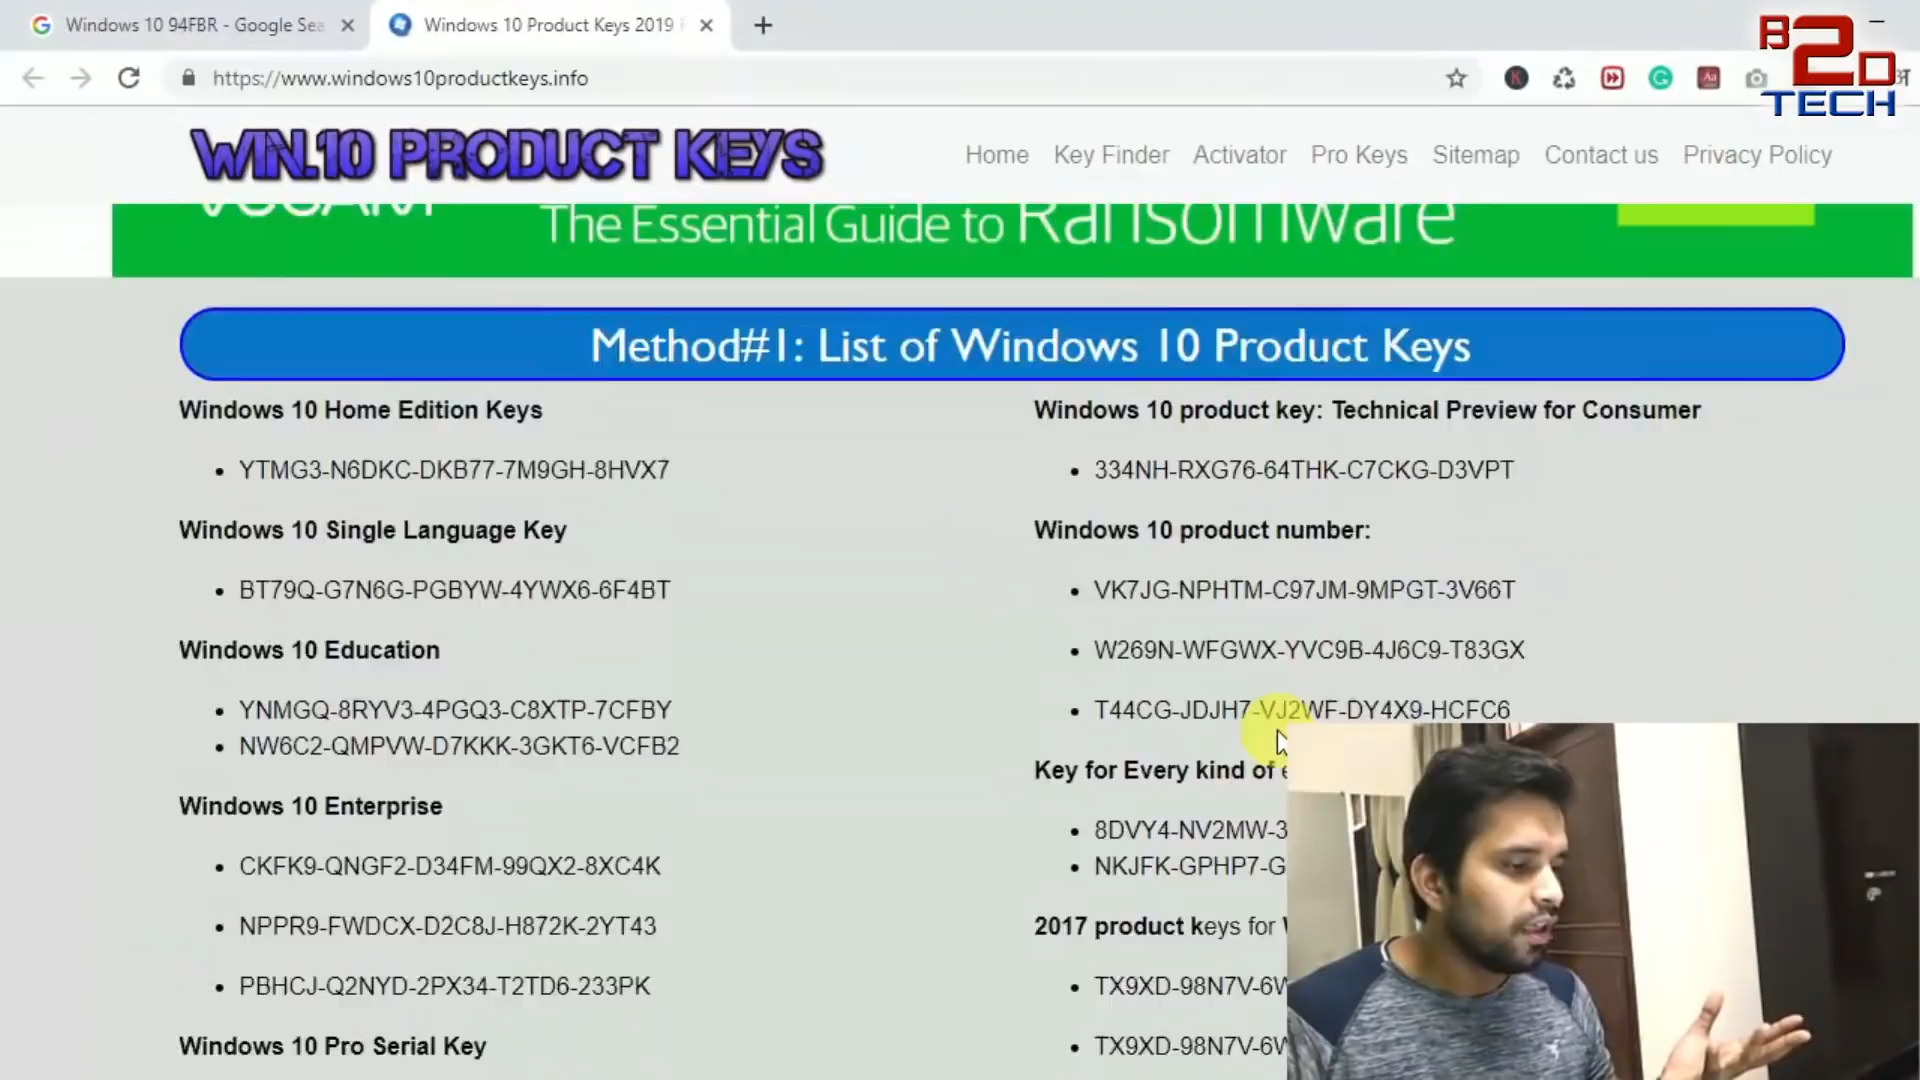 Windows 10 94FBR - Google Sea
Windows 10 Product Keys 2019
https://www.windows10productkeys.info
B2D
TECH
WIN.10 PRODUCT KEYS
Home Key Finder Activator Pro Keys Sitemap Contact us Privacy Policy
The Essential Guide to Ransomware
Method#1: List of Windows 10 Product Keys
Windows 10 Home Edition Keys
YTMG3-N6DKC-DKB77-7M9GH-8HVX7
Windows 10 Single Language Key
BT79Q-G7N6G-PGBYW-4YWX6-6F4BT
Windows 10 Education
YNMGQ-8RYV3-4PGQ3-C8XTP-7CFBY
NW6C2-QMPVW-D7KKK-3GKT6-VCFB2
Windows 10 Enterprise
CKFK9-QNGF2-D34FM-99QX2-8XC4K
NPPR9-FWDCX-D2C8J-H872K-2YT43
PBHCJ-Q2NYD-2PX34-T2TD6-233PK
Windows 10 Pro Serial Key
Windows 10 product key: Technical Preview for Consumer
334NH-RXG76-64THK-C7CKG-D3VPT
Windows 10 product number:
VK7JG-NPHTM-C97JM-9MPGT-3V66T
W269N-WFGWX-YVC9B-4J6C9-T83GX
T44CG-JDJH7-VJ2WF-DY4X9-HCFC6
Key for Every kind of
8DVY4-NV2MW-3
NKJFK-GPHP7-G
2017 product keys for
TX9XD-98N7V-6W
TX9XD-98N7V-6W